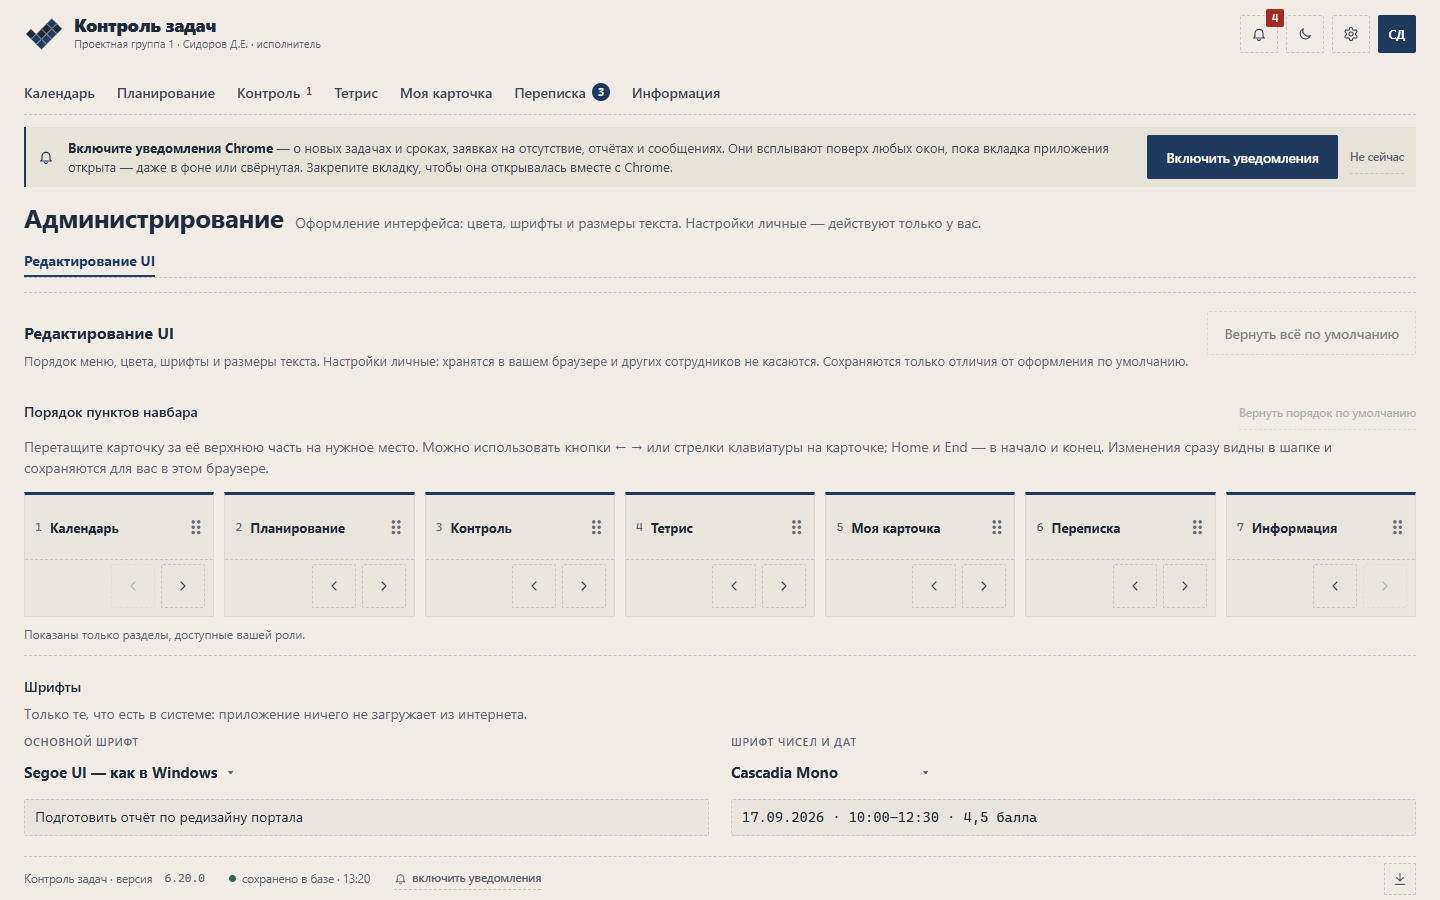 Контроль задач
Проектная группа 1 · Сидоров Д.Е. · исполнитель
4
СД
Календарь Планирование Контроль 1 Тетрис Моя карточка Переписка 3 Информация
Включите уведомления Chrome — о новых задачах и сроках, заявках на отсутствие, отчётах и сообщениях. Они всплывают поверх любых окон, пока вкладка приложения
открыта — даже в фоне или свёрнутая. Закрепите вкладку, чтобы она открывалась вместе с Chrome.
Включить уведомления
Не сейчас
Администрирование Оформление интерфейса: цвета, шрифты и размеры текста. Настройки личные — действуют только у вас.
Редактирование UI
Редактирование UI
Вернуть всё по умолчанию
Порядок меню, цвета, шрифты и размеры текста. Настройки личные: хранятся в вашем браузере и других сотрудников не касаются. Сохраняются только отличия от оформления по умолчанию.
Порядок пунктов навбара
Вернуть порядок по умолчанию
Перетащите карточку за её верхнюю часть на нужное место. Можно использовать кнопки ← → или стрелки клавиатуры на карточке; Home и End — в начало и конец. Изменения сразу видны в шапке и
сохраняются для вас в этом браузере.
1 Календарь
2 Планирование
3 Контроль
4 Тетрис
5 Моя карточка
6 Переписка
7 Информация
Показаны только разделы, доступные вашей роли.
Шрифты
Только те, что есть в системе: приложение ничего не загружает из интернета.
ОСНОВНОЙ ШРИФТ
Segoe UI — как в Windows
Подготовить отчёт по редизайну портала
ШРИФТ ЧИСЕЛ И ДАТ
Cascadia Mono
17.09.2026 · 10:00–12:30 · 4,5 балла
Контроль задач · версия 6.20.0 сохранено в базе · 13:20 включить уведомления